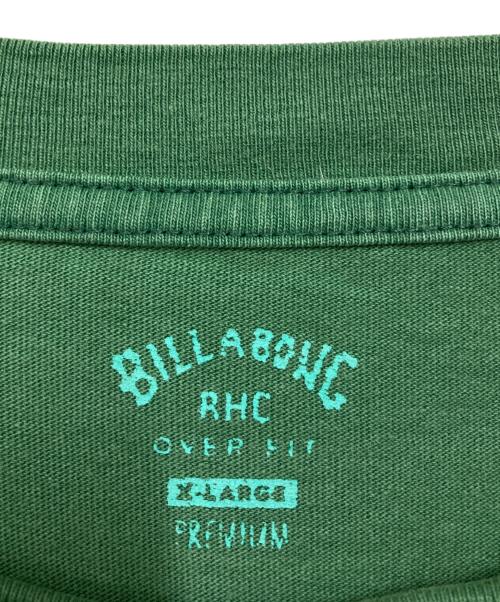 BILLABONG
RHC
OVER FIT
X-LARGE
PREMIUM